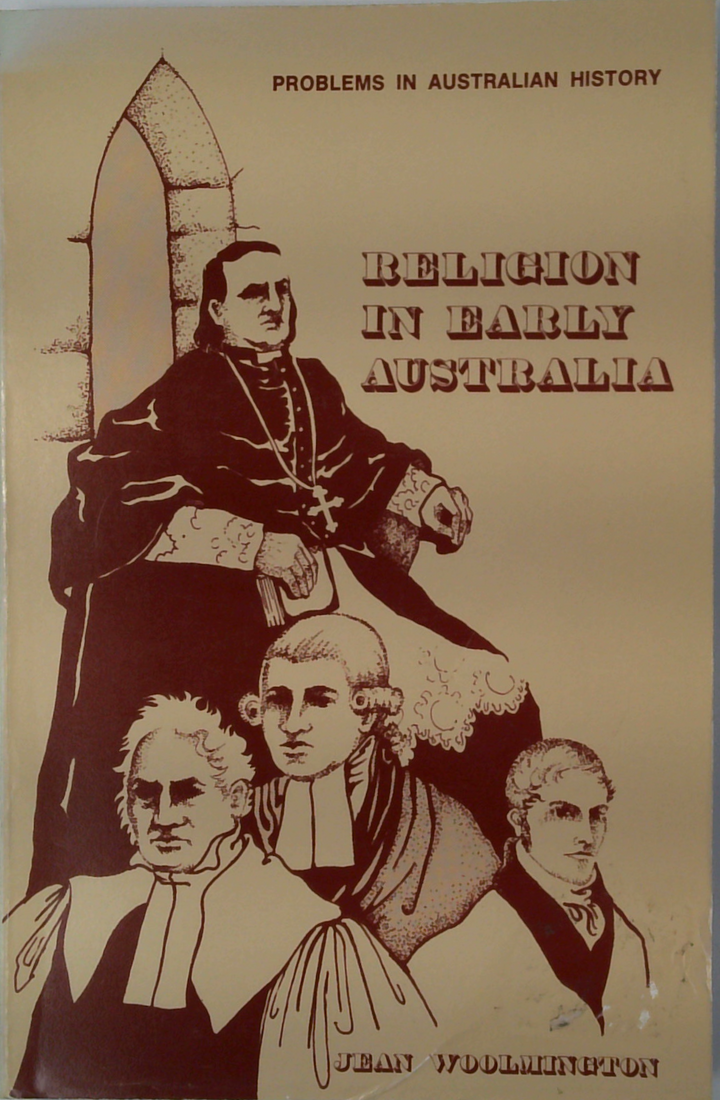 PROBLEMS IN AUSTRALIAN HISTORY
RELIGION
IN EARLY
AUSTRALIA
JEAN WOOLMINGTON